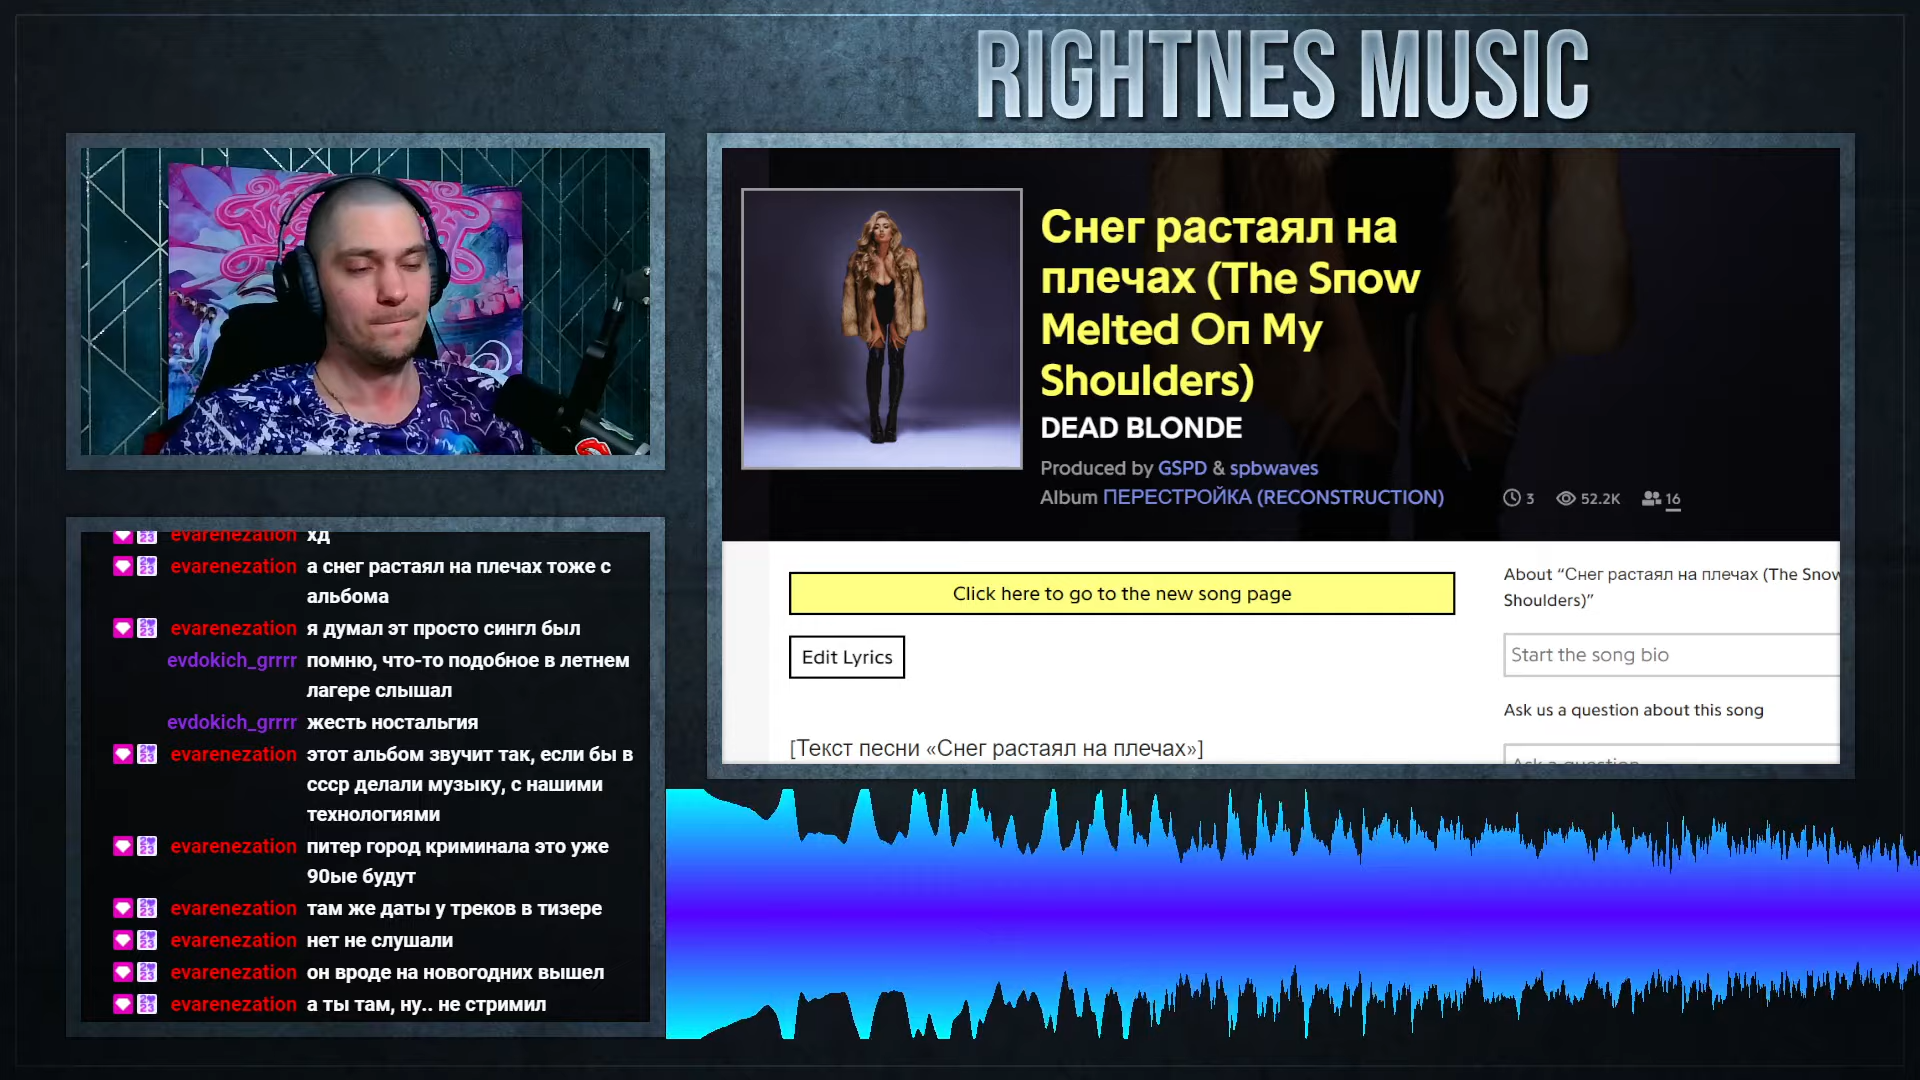 RIGHTNES MUSIC
Снег растаял на
плечах (The Snow
Melted On My
Shoulders)
DEAD BLONDE
Produced by GSPD & spbwaves
Album ПЕРЕСТРОЙКА (RECONSTRUCTION)
3 52.2K 16
Click here to go to the new song page
Edit Lyrics
[Текст песни «Снег растаял на плечах»]
About “Снег растаял на плечах (The Snow
Shoulders)”
Start the song bio
Ask us a question about this song
Ask a question
evarenezation хд
evarenezation а снег растаял на плечах тоже с
альбома
evarenezation я думал эт просто сингл был
evdokich_grrrr помню, что-то подобное в летнем
лагере слышал
evdokich_grrrr жесть ностальгия
evarenezation этот альбом звучит так, если бы в
ссср делали музыку, с нашими
технологиями
evarenezation питер город криминала это уже
90ые будут
evarenezation там же даты у треков в тизере
evarenezation нет не слушали
evarenezation он вроде на новогодних вышел
evarenezation а ты там, ну.. не стримил